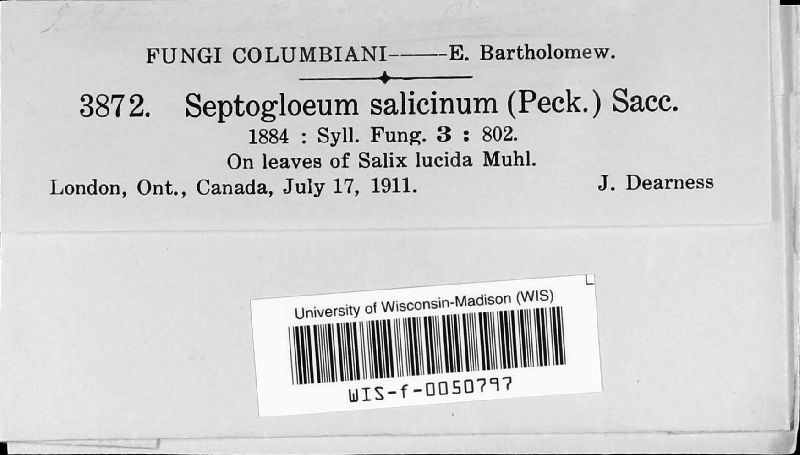 FUNGI COLUMBIANI——E. Bartholomew.
3872. Septogloeum salicinum (Peck.) Sacc.
1884 : Syll. Fung. 3 : 802.
On leaves of Salix lucida Muhl.
London, Ont., Canada, July 17, 1911. J. Dearness
University of Wisconsin-Madison (WIS)
WIS-f-0050797